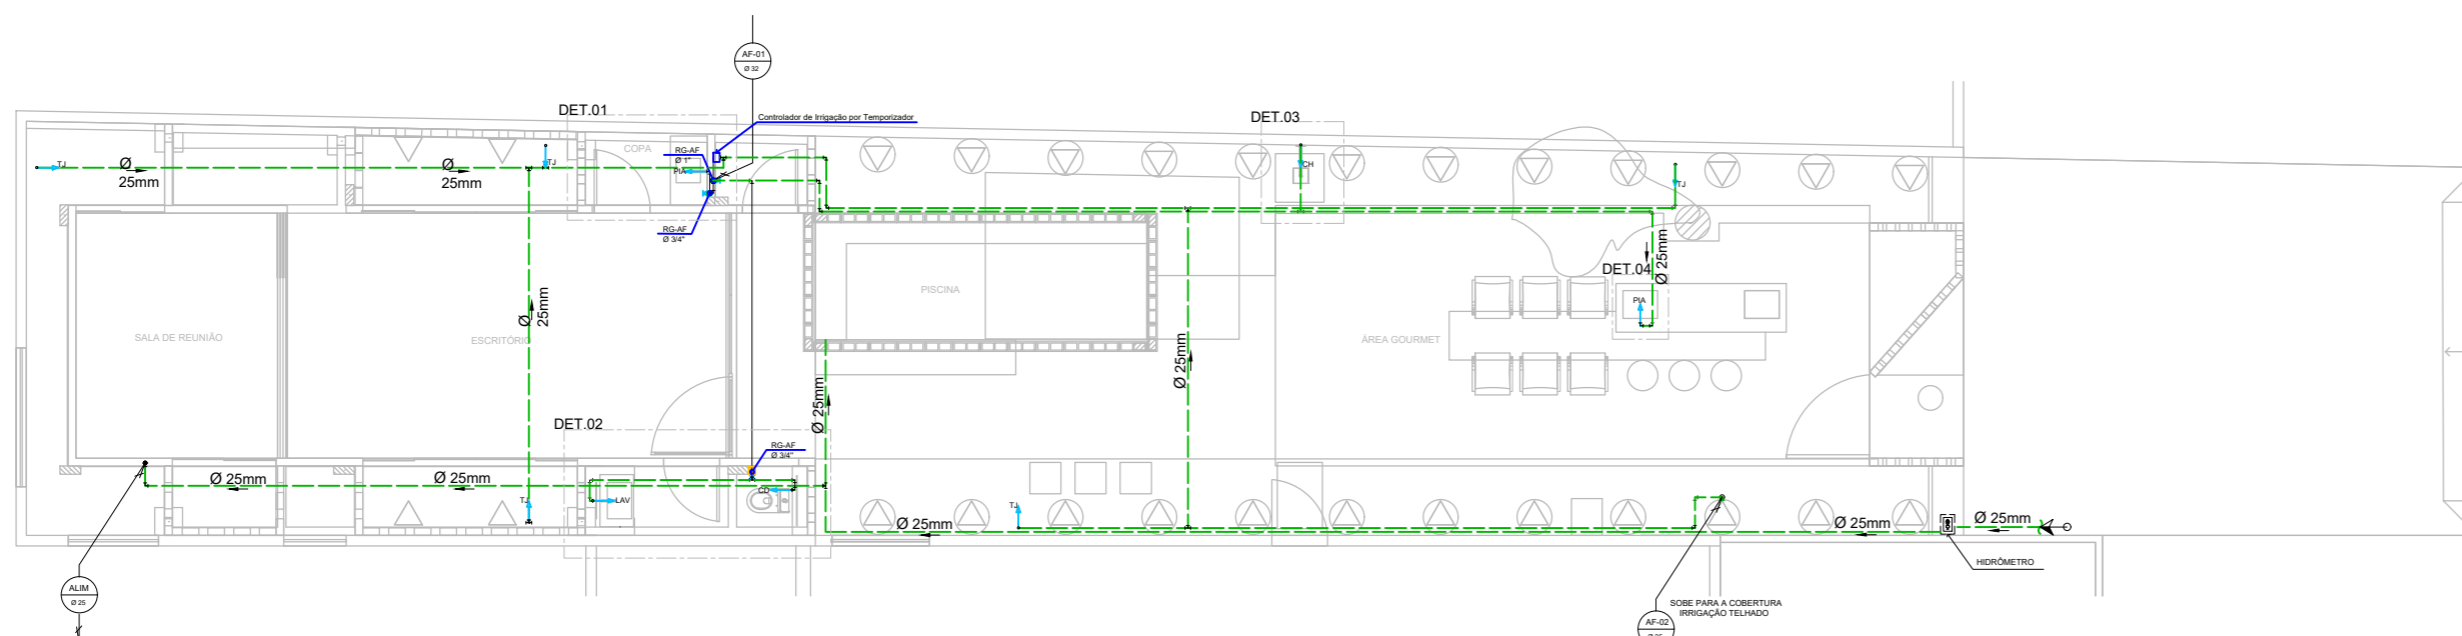 AF-01
Ø 32
DET.01
Controlador de Irrigação por Temporizador
DET.03
COPA
RG-AF
Ø 1"
TJ
Ø
25mm
Ø
25mm
TJ
PIA
CH
TJ
RG-AF
Ø 3/4"
Ø 25mm
DET.04
PIA
PISCINA
SALA DE REUNIÃO
ESCRITÓRIO
Ø
25mm
ÁREA GOURMET
Ø 25mm
Ø 25mm
DET.02
RG-AF
Ø 3/4"
Ø 25mm
Ø 25mm
TJ
LAV
CD
TJ
Ø 25mm
Ø 25mm
Ø 25mm
HIDRÔMETRO
ALIM
Ø 25
SOBE PARA A COBERTURA
IRRIGAÇÃO TELHADO
AF-02